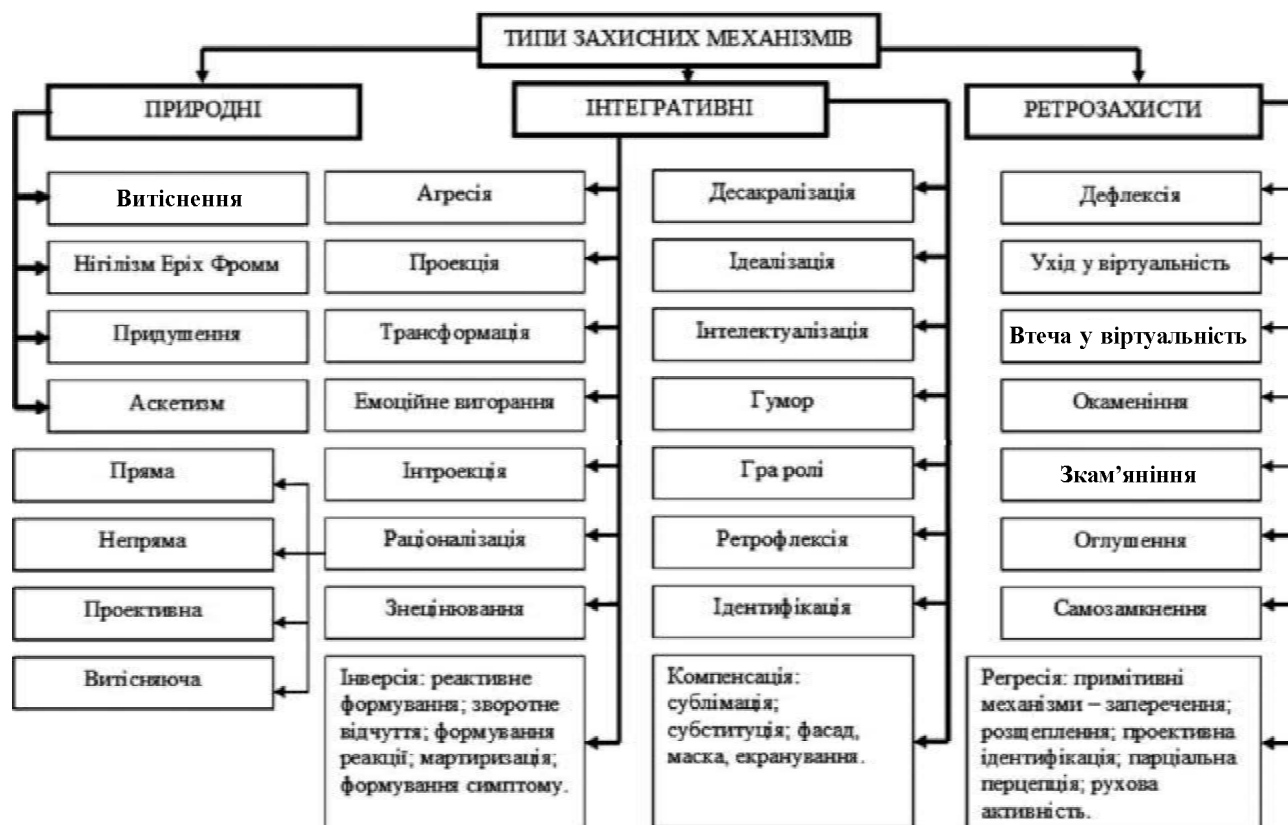 ТИПИ ЗАХИСНИХ МЕХАНІЗМІВ
ПРИРОДНІ
ІНТЕГРАТИВНІ
РЕТРОЗАХИСТИ
Витіснення
Нігілізм Еріх Фромм
Придушення
Аскетизм
Пряма
Непряма
Проективна
Витісняюча
Агресія
Проекція
Трансформація
Емоційне вигорання
Інтроекція
Раціоналізація
Знецінювання
Інверсія: реактивне
формування; зворотне
відчуття; формування
реакції; мартиризація;
формування симптому.
Десакралізація
Ідеалізація
Інтелектуалізація
Гумор
Гра ролі
Ретрофлексія
Ідентифікація
Компенсація:
сублімація;
субституція; фасад,
маска, екранування.
Дефлексія
Ухід у віртуальність
Втеча у віртуальність
Окаменіння
Зкам’яніння
Оглушення
Самозамкнення
Регресія: примітивні
механізми – заперечення;
розщеплення; проективна
ідентифікація; парціальна
перцепція; рухова
активність.